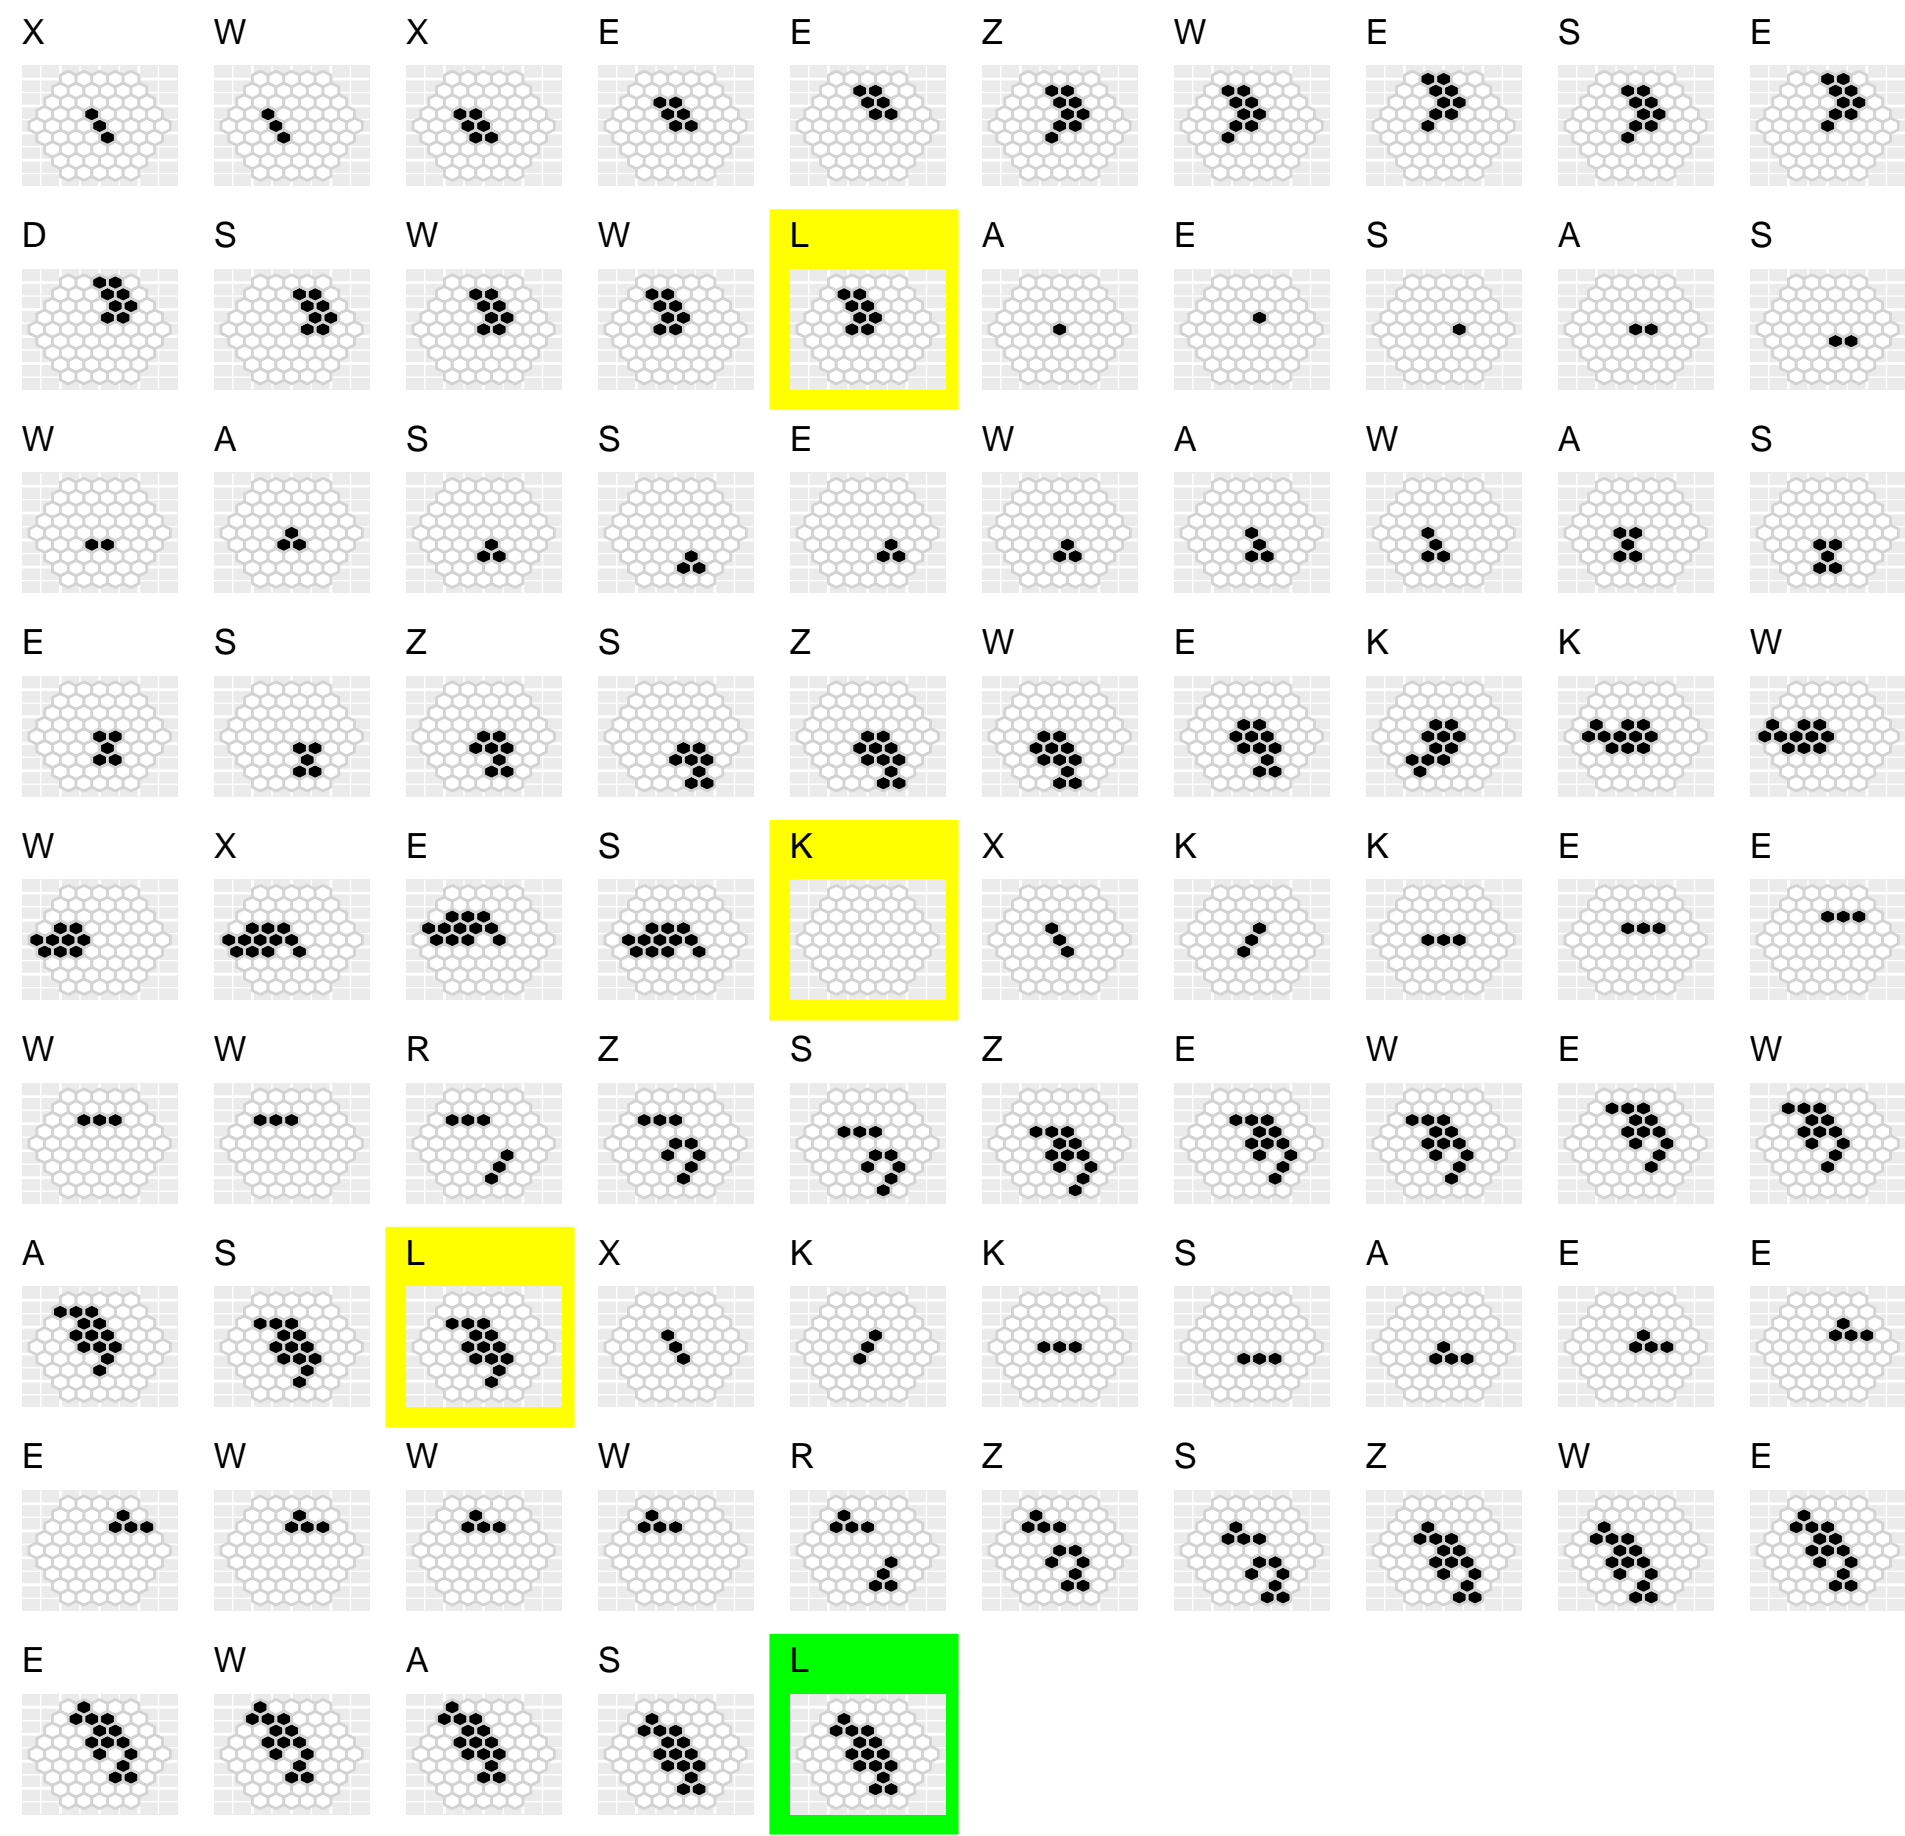 X W X E E Z W E S E
D S W W L A E S A S
W A S S E W A W A S
E S Z S Z W E K K W
W X E S K X K K E E
W W R Z S Z E W E W
A S L X K K S A E E
E W W W R Z S Z W E
E W A S L